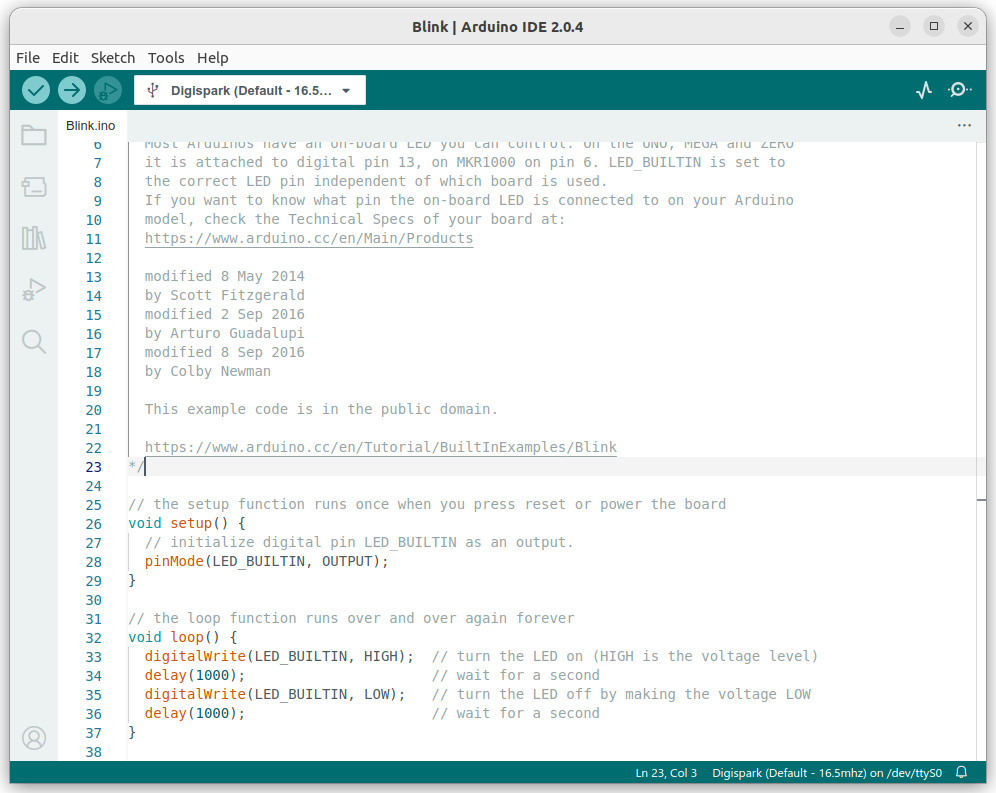 Blink | Arduino IDE 2.0.4
File Edit Sketch Tools Help
Digispark (Default - 16.5...
Blink.ino
6 Most Arduinos have an on-board LED you can control. On the UNO, MEGA and ZERO
7 it is attached to digital pin 13, on MKR1000 on pin 6. LED_BUILTIN is set to
8 the correct LED pin independent of which board is used.
9 If you want to know what pin the on-board LED is connected to on your Arduino
10 model, check the Technical Specs of your board at:
11 https://www.arduino.cc/en/Main/Products
12
13 modified 8 May 2014
14 by Scott Fitzgerald
15 modified 2 Sep 2016
16 by Arturo Guadalupi
17 modified 8 Sep 2016
18 by Colby Newman
19
20 This example code is in the public domain.
21
22 https://www.arduino.cc/en/Tutorial/BuiltInExamples/Blink
23 */
24
25 // the setup function runs once when you press reset or power the board
26 void setup() {
27 // initialize digital pin LED_BUILTIN as an output.
28 pinMode(LED_BUILTIN, OUTPUT);
29 }
30
31 // the loop function runs over and over again forever
32 void loop() {
33 digitalWrite(LED_BUILTIN, HIGH); // turn the LED on (HIGH is the voltage level)
34 delay(1000); // wait for a second
35 digitalWrite(LED_BUILTIN, LOW); // turn the LED off by making the voltage LOW
36 delay(1000); // wait for a second
37 }
38
Ln 23, Col 3 Digispark (Default - 16.5mhz) on /dev/ttyS0